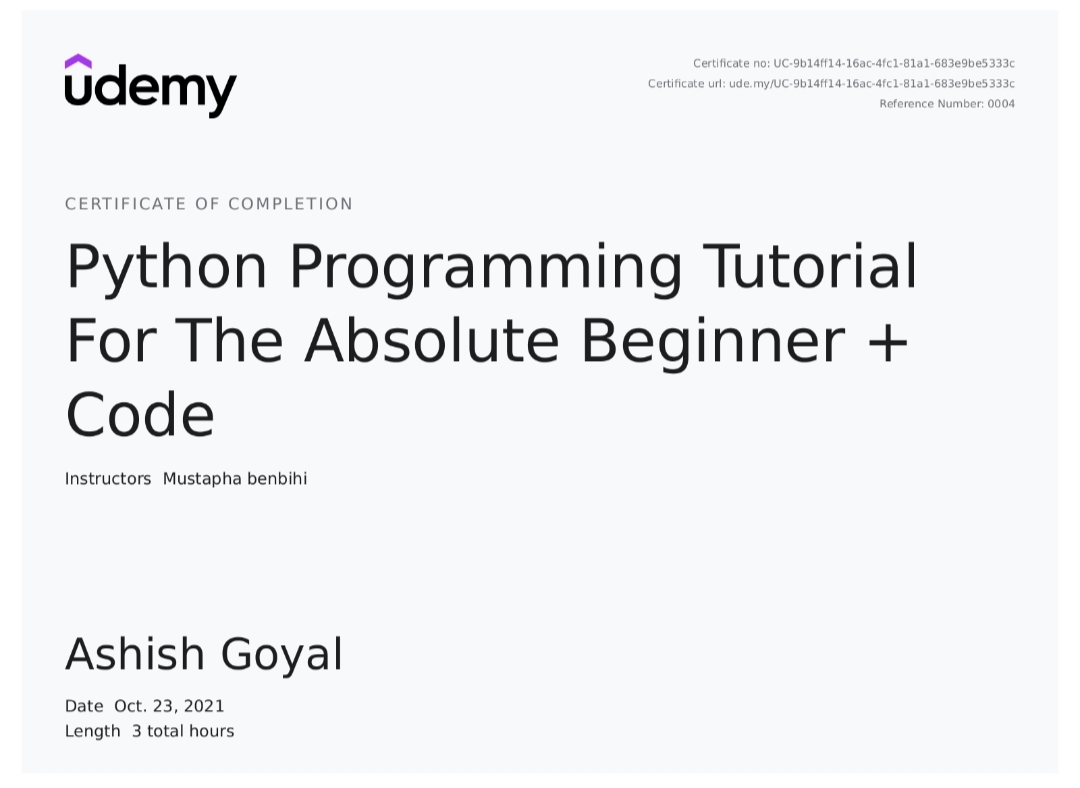 udemy
Certificate no: UC-9b14ff14-16ac-4fc1-81a1-683e9be5333c
Certificate url: ude.my/UC-9b14ff14-16ac-4fc1-81a1-683e9be5333c
Reference Number: 0004
CERTIFICATE OF COMPLETION
Python Programming Tutorial
For The Absolute Beginner +
Code
Instructors Mustapha benbihi
Ashish Goyal
Date Oct. 23, 2021
Length 3 total hours